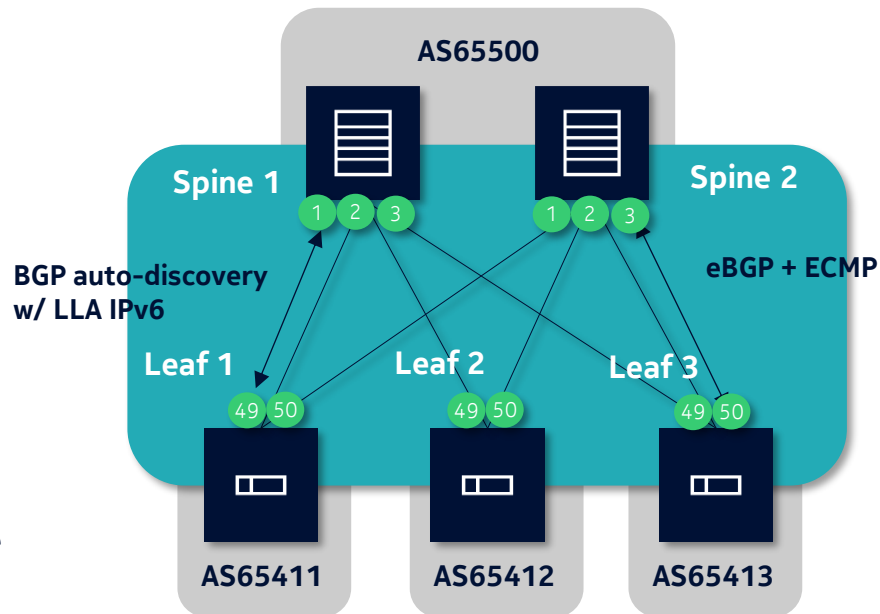 AS65500
Spine 1
Spine 2
1 2 3
1 2 3
BGP auto-discovery
w/ LLA IPv6
eBGP + ECMP
Leaf 1
Leaf 2
Leaf 3
49 50
49 50
49 50
AS65411
AS65412
AS65413